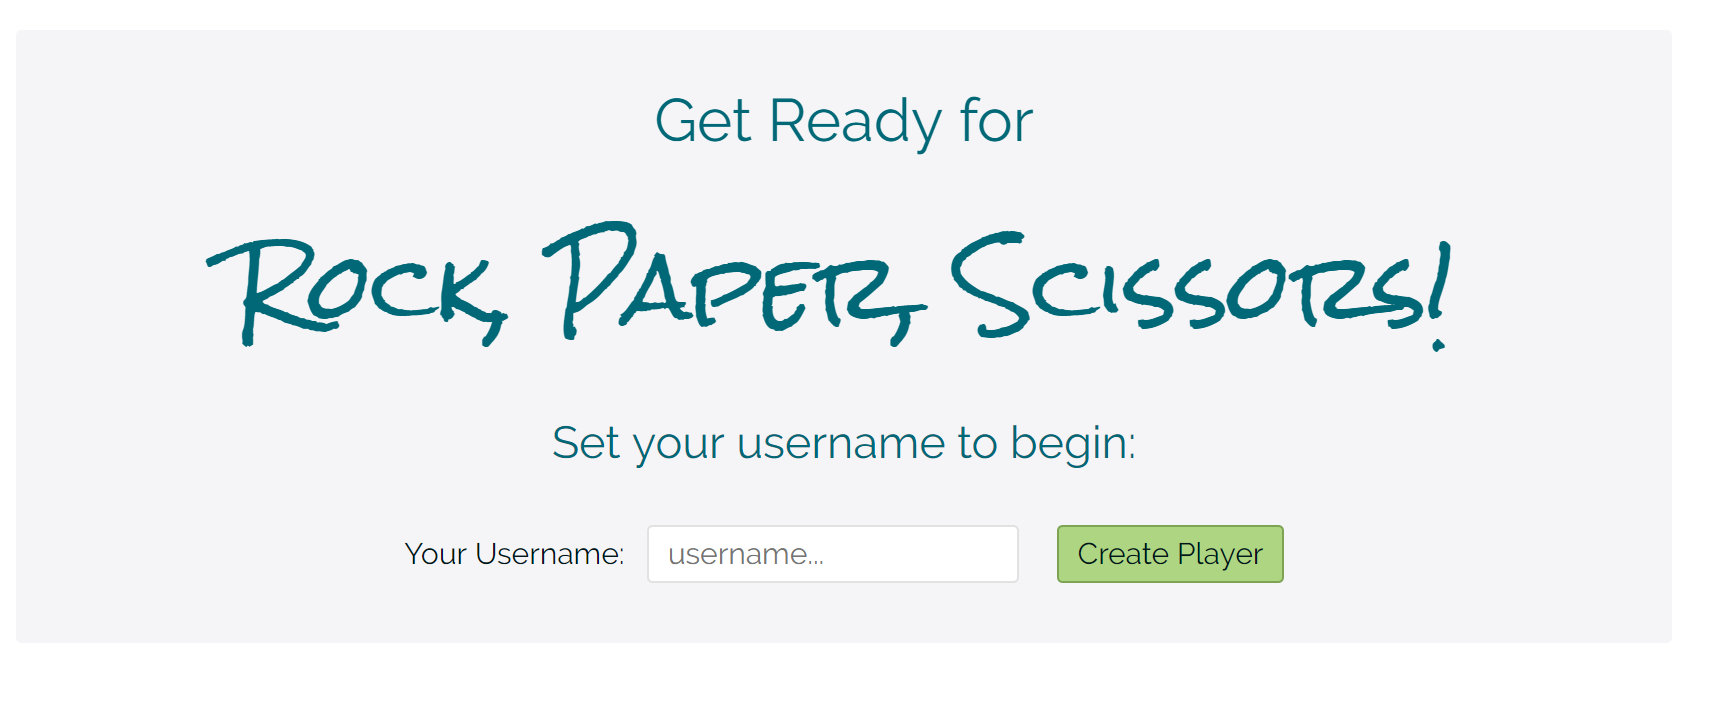 Get Ready for
Rock, Paper, Scissors!
Set your username to begin:
Your Username: username... Create Player